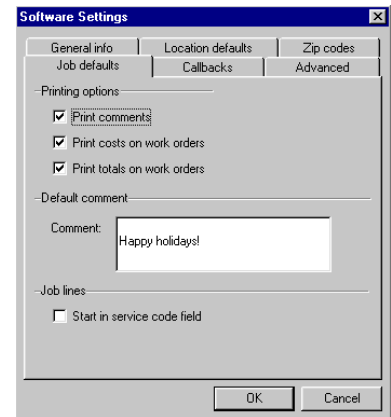 Software Settings
General info Location defaults Zip codes
Job defaults Callbacks Advanced
Printing options
Print comments
Print costs on work orders
Print totals on work orders
Default comment
Comment:
Happy holidays!
Job lines
Start in service code field
OK Cancel